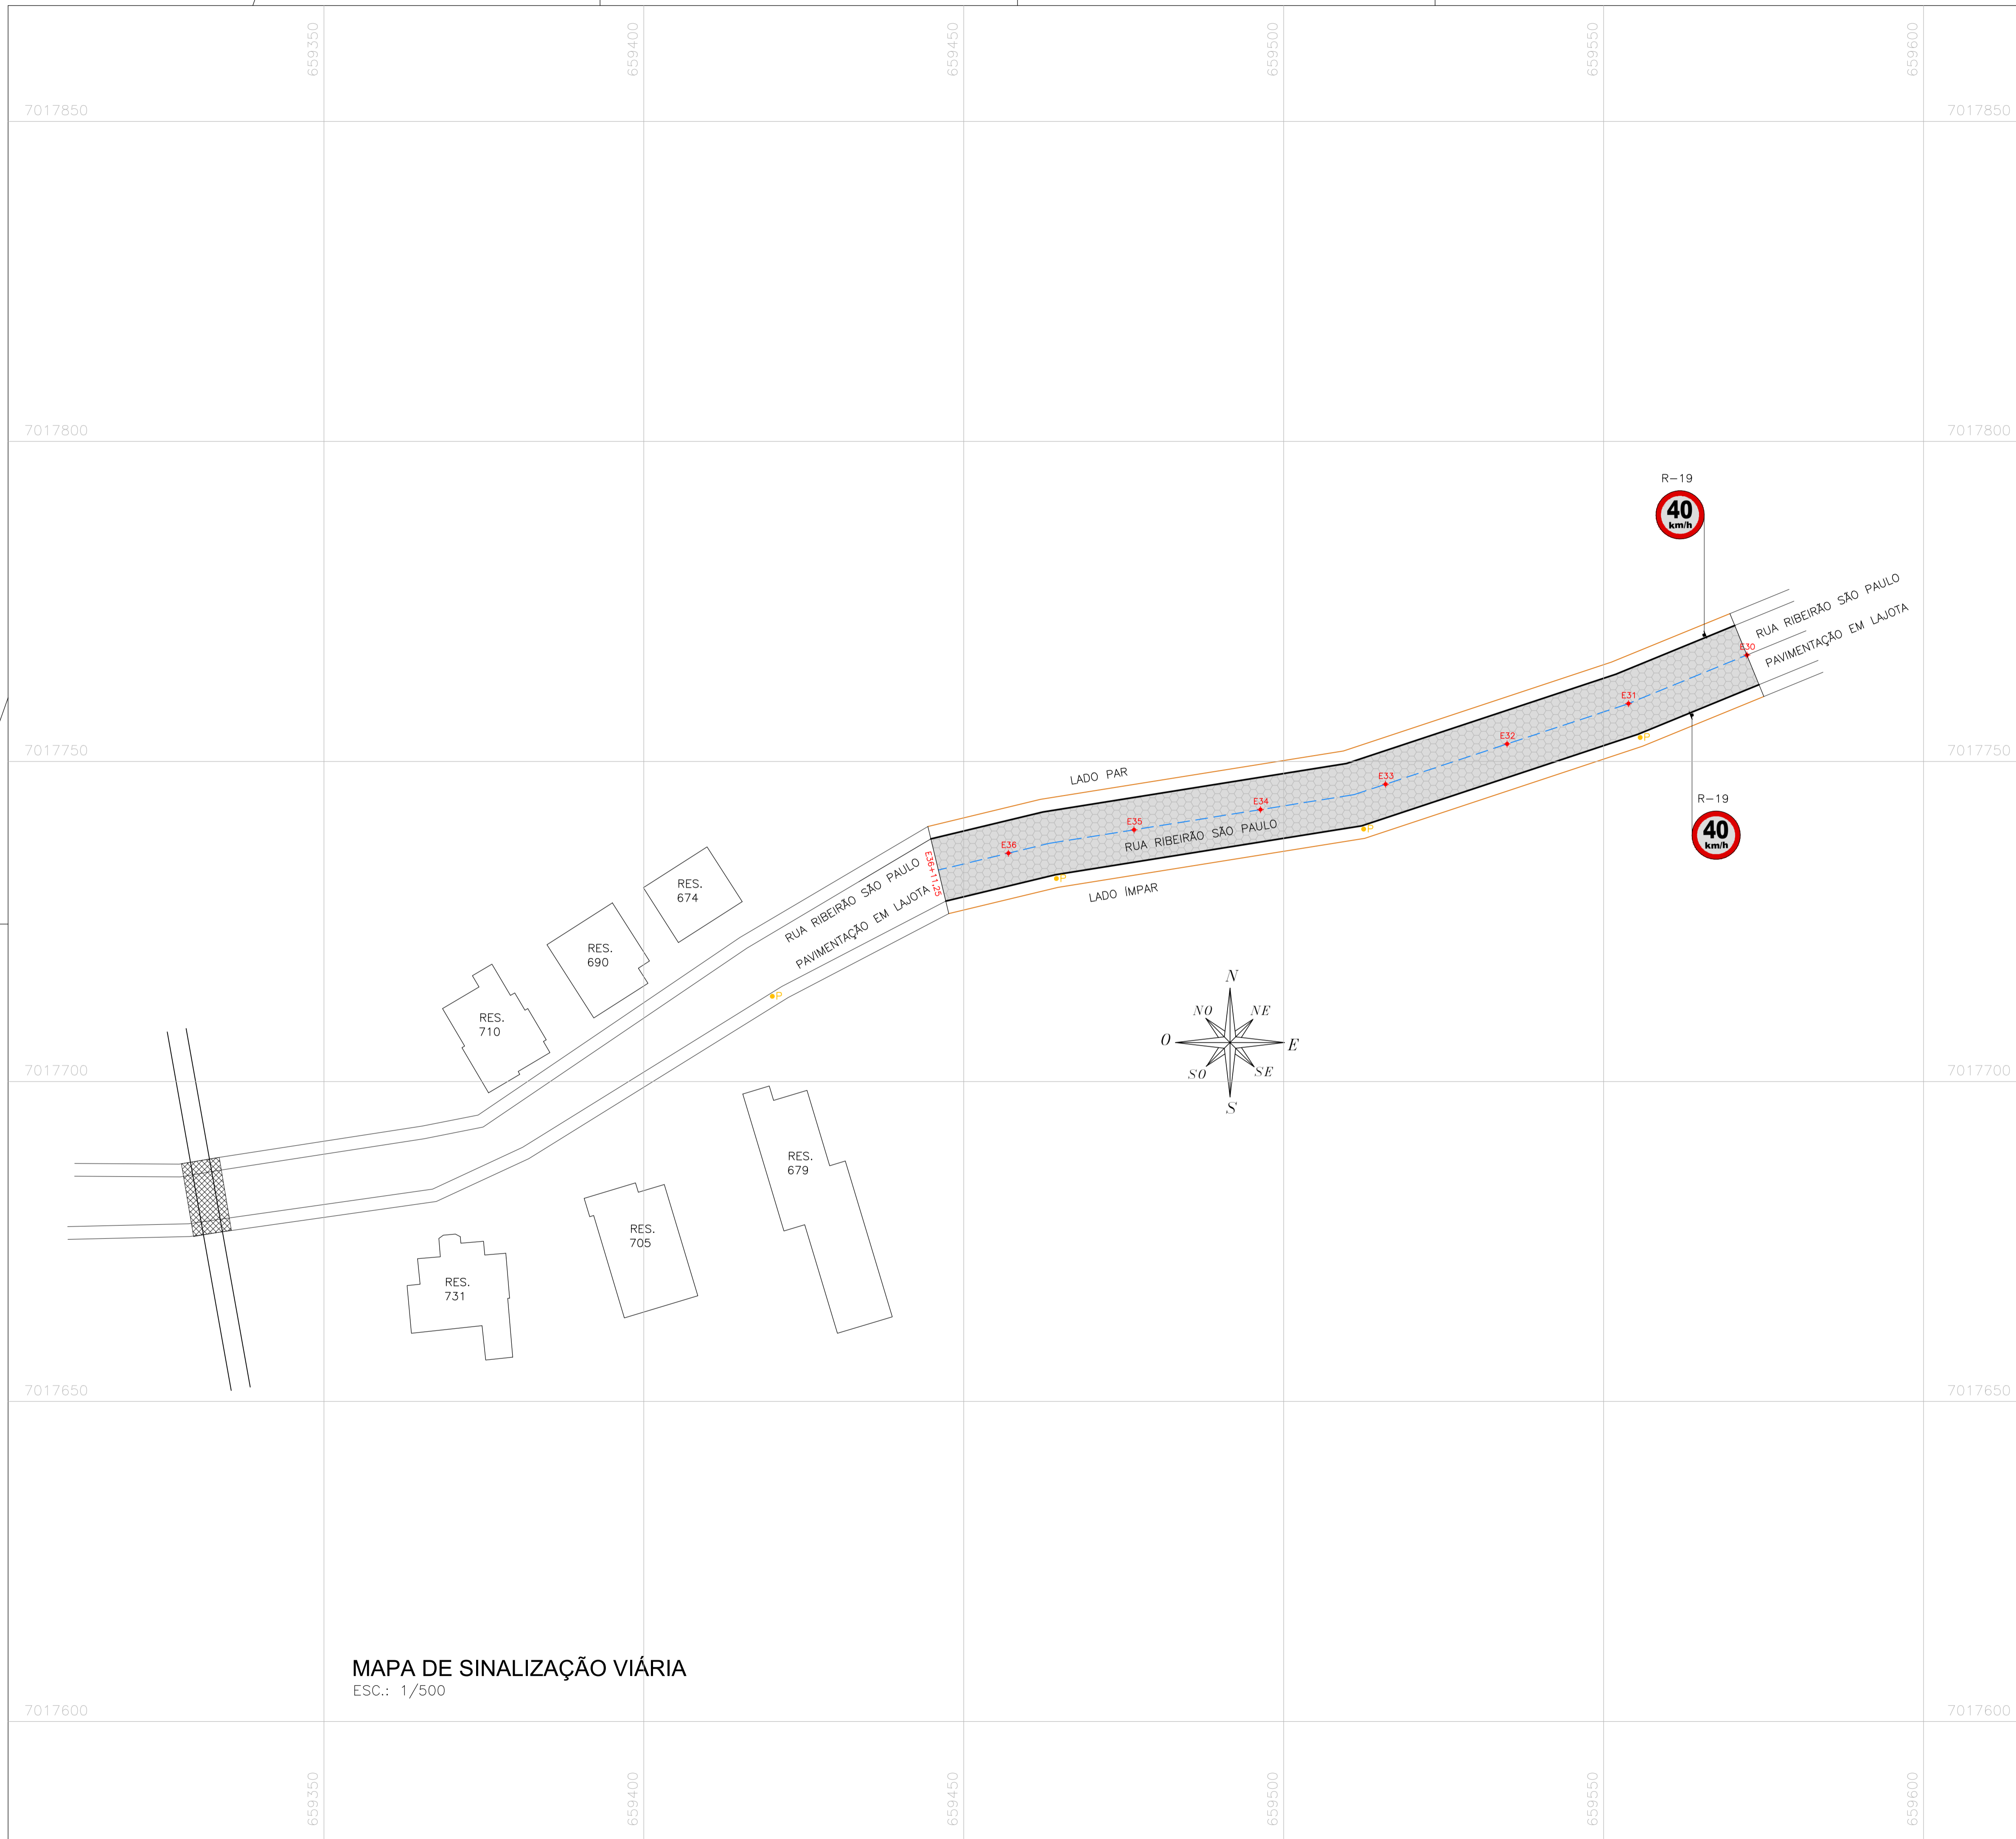 659350
659400
659450
659500
659550
659600
7017850
7017850
7017800
7017800
R-19
40
km/h
RUA RIBEIRÃO SÃO PAULO
PAVIMENTAÇÃO EM LAJOTA
E30
E31
E32
E33
E34
E35
E36
E36+11,25
7017750
7017750
LADO PAR
RUA RIBEIRÃO SÃO PAULO
LADO ÍMPAR
P
P
P
P
R-19
40
km/h
RUA RIBEIRÃO SÃO PAULO
PAVIMENTAÇÃO EM LAJOTA
RES.
674
RES.
690
RES.
710
N
NO
NE
O
E
SO
SE
S
7017700
7017700
RES.
679
RES.
705
RES.
731
7017650
7017650
MAPA DE SINALIZAÇÃO VIÁRIA
ESC.: 1/500
7017600
7017600
659350
659400
659450
659500
659550
659600